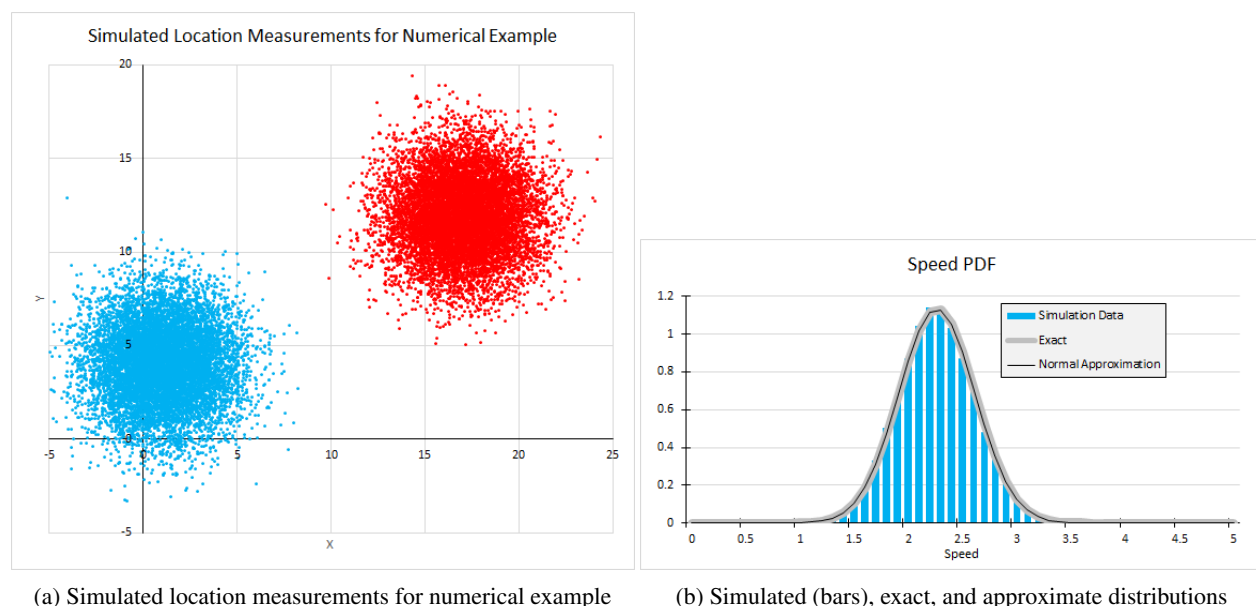 Simulated Location Measurements for Numerical Example
20
15
10
5
0
-5
-5 0 5 10 15 20 25
Y
X
Speed PDF
1.2
1
0.8
0.6
0.4
0.2
0
0 0.5 1 1.5 2 2.5 3 3.5 4 4.5 5
Speed
Simulation Data
Exact
Normal Approximation
(a) Simulated location measurements for numerical example
(b) Simulated (bars), exact, and approximate distributions